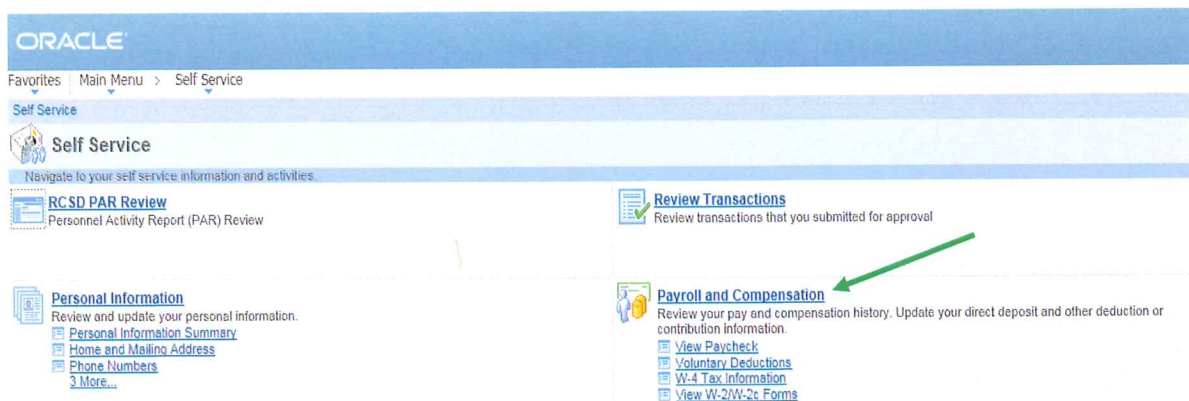 ORACLE
Favorites Main Menu > Self Service
Self Service
Self Service
Navigate to your self service information and activities.
RCSD PAR Review
Personnel Activity Report (PAR) Review
Review Transactions
Review transactions that you submitted for approval
Personal Information
Review and update your personal information.
Personal Information Summary
Home and Mailing Address
Phone Numbers
3 More...
Payroll and Compensation
Review your pay and compensation history. Update your direct deposit and other deduction or
contribution information.
View Paycheck
Voluntary Deductions
W-4 Tax Information
View W-2/W-2c Forms